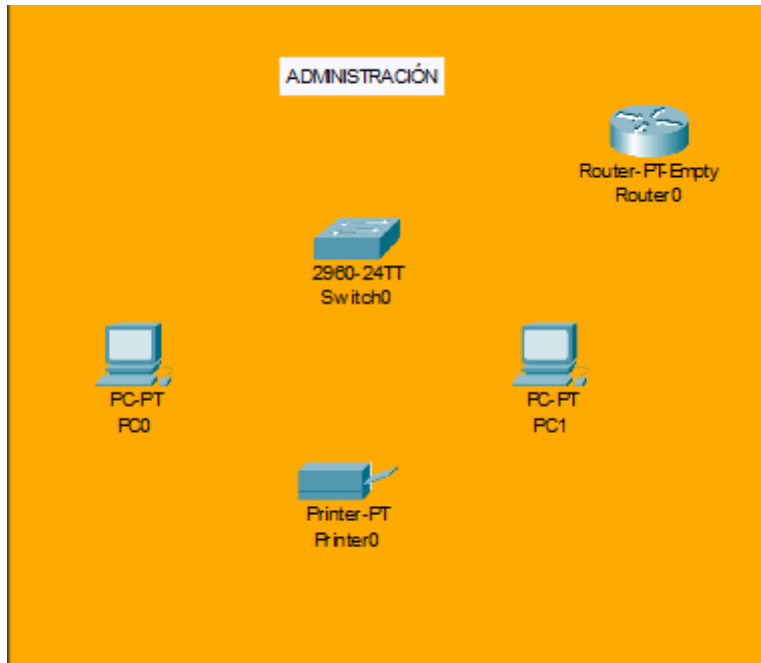 ADMINISTRACIÓN
Router-PT-Empty
Router0
2960-24TT
Switch0
PC-PT
PC0
PC-PT
PC1
Printer-PT
Printer0